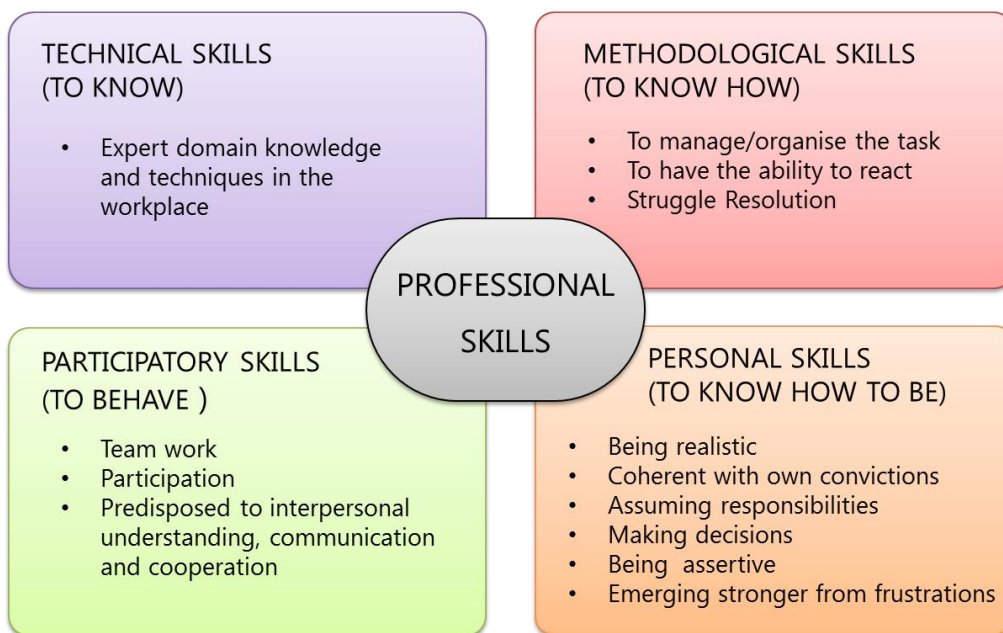 TECHNICAL SKILLS
(TO KNOW)
• Expert domain knowledge
and techniques in the
workplace
METHODOLOGICAL SKILLS
(TO KNOW HOW)
• To manage/organise the task
• To have the ability to react
• Struggle Resolution
PROFESSIONAL
SKILLS
PARTICIPATORY SKILLS
(TO BEHAVE )
• Team work
• Participation
• Predisposed to interpersonal
understanding, communication
and cooperation
PERSONAL SKILLS
(TO KNOW HOW TO BE)
• Being realistic
• Coherent with own convictions
• Assuming responsibilities
• Making decisions
• Being assertive
• Emerging stronger from frustrations